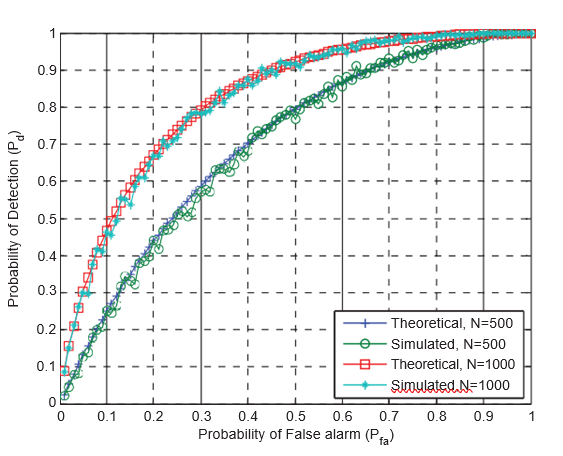 1
0.9
0.8
0.7
0.6
0.5
0.4
0.3
0.2
0.1
0
Probability of Detection (Pd)
0 0.1 0.2 0.3 0.4 0.5 0.6 0.7 0.8 0.9 1
Probability of False alarm (Pfa)
Theoretical, N=500
Simulated, N=500
Theoretical, N=1000
Simulated,N=1000